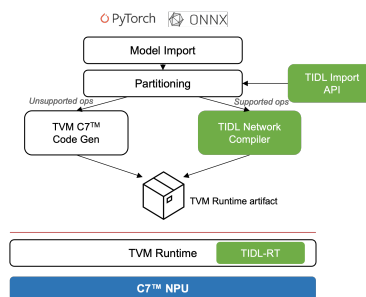 PyTorch ONNX
Model Import
Partitioning
TIDL Import
API
Unsupported ops
Supported ops
TVM C7™
Code Gen
TIDL Network
Compiler
TVM Runtime artifact
TVM Runtime
TIDL-RT
C7™ NPU